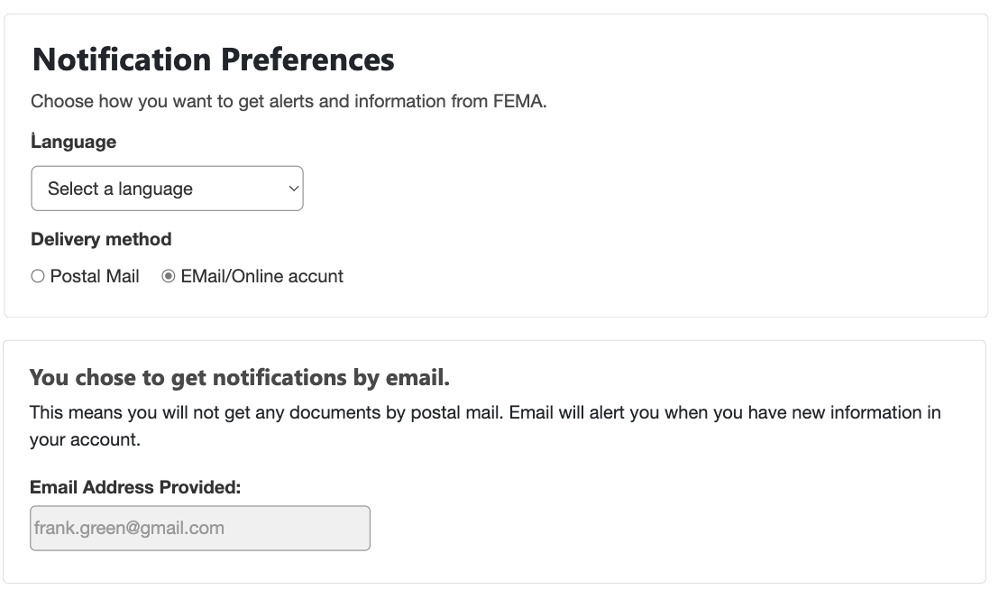 Notification Preferences
Choose how you want to get alerts and information from FEMA.
Language
Select a language
Delivery method
Postal Mail EMail/Online accunt
You chose to get notifications by email.
This means you will not get any documents by postal mail. Email will alert you when you have new information in
your account.
Email Address Provided:
frank.green@gmail.com